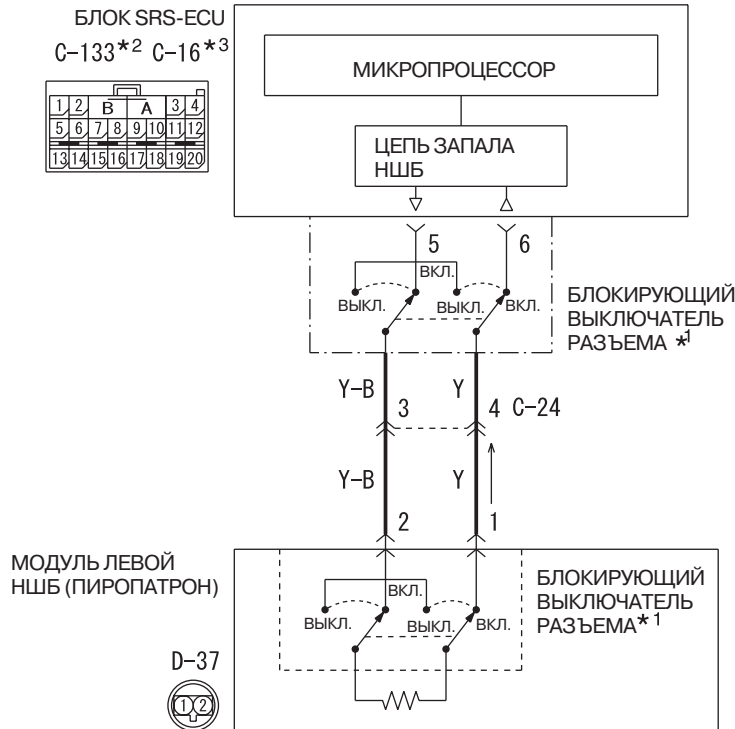 БЛОК SRS-ECU
C-133*2 C-16*3
1 2 B A 3 4
5 6 7 8 9 10 11 12
13 14 15 16 17 18 19 20
МИКРОПРОЦЕССОР
ЦЕПЬ ЗАПАЛА
НШБ
5 6
ВКЛ.
ВЫКЛ. ВЫКЛ. ВКЛ.
БЛОКИРУЮЩИЙ
ВЫКЛЮЧАТЕЛЬ
РАЗЪЕМА *1
Y-B Y
3 4 C-24
Y-B Y
2 1
МОДУЛЬ ЛЕВОЙ
НШБ (ПИРОПАТРОН)
ВКЛ.
ВЫКЛ. ВЫКЛ. ВКЛ.
БЛОКИРУЮЩИЙ
ВЫКЛЮЧАТЕЛЬ
РАЗЪЕМА*1
D-37
1 2